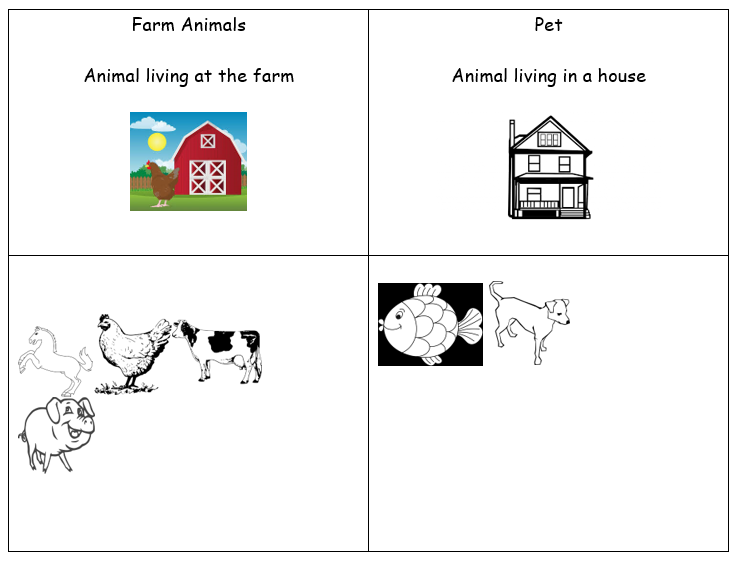 Farm Animals
Animal living at the farm
Pet
Animal living in a house